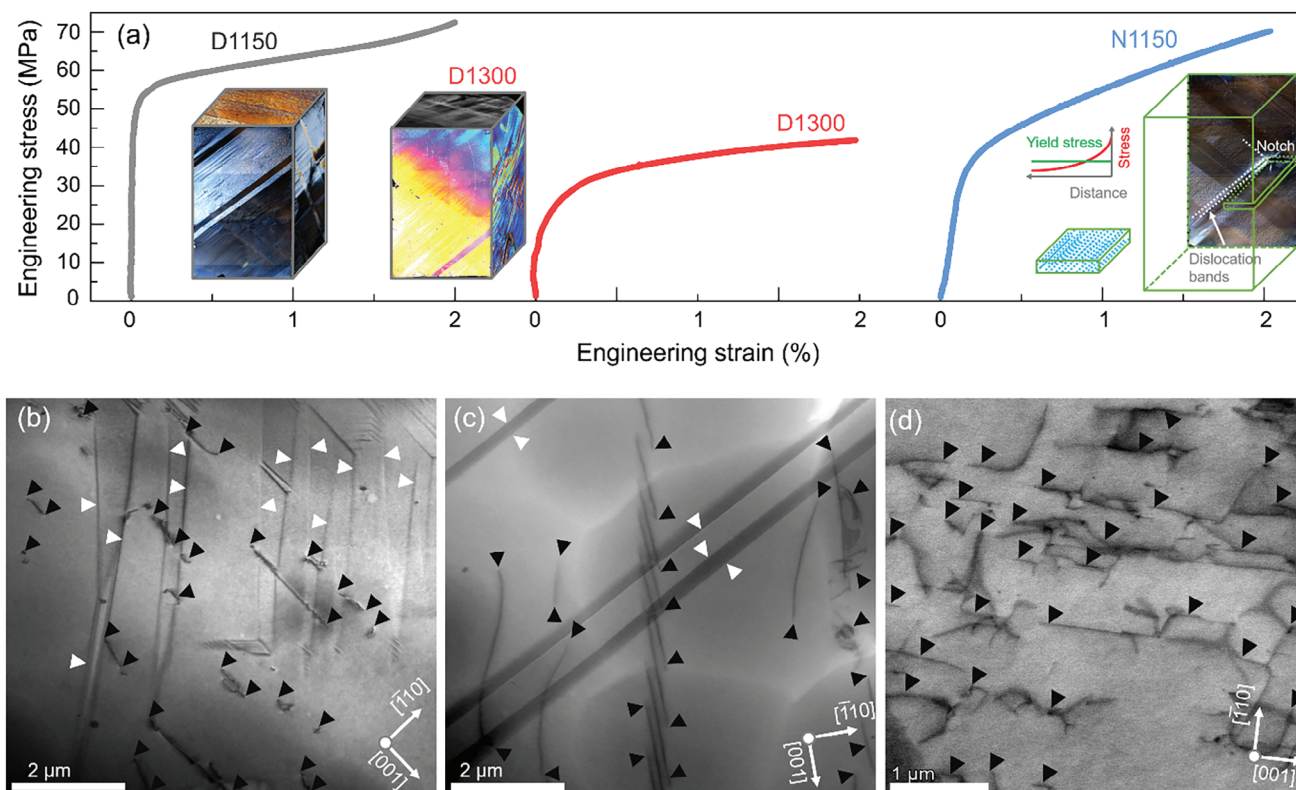 (a)
Engineering stress (MPa)
70
60
50
40
30
20
10
0
D1150
D1300
D1300
N1150
Yield stress
Stress
Distance
Notch
Dislocation
bands
0
1
2
0
1
2
0
1
2
Engineering strain (%)
(b)
[1̄10]
[001]
2 µm
(c)
[1̄10]
[001]
2 µm
(d)
[1̄10]
[001]
1 µm